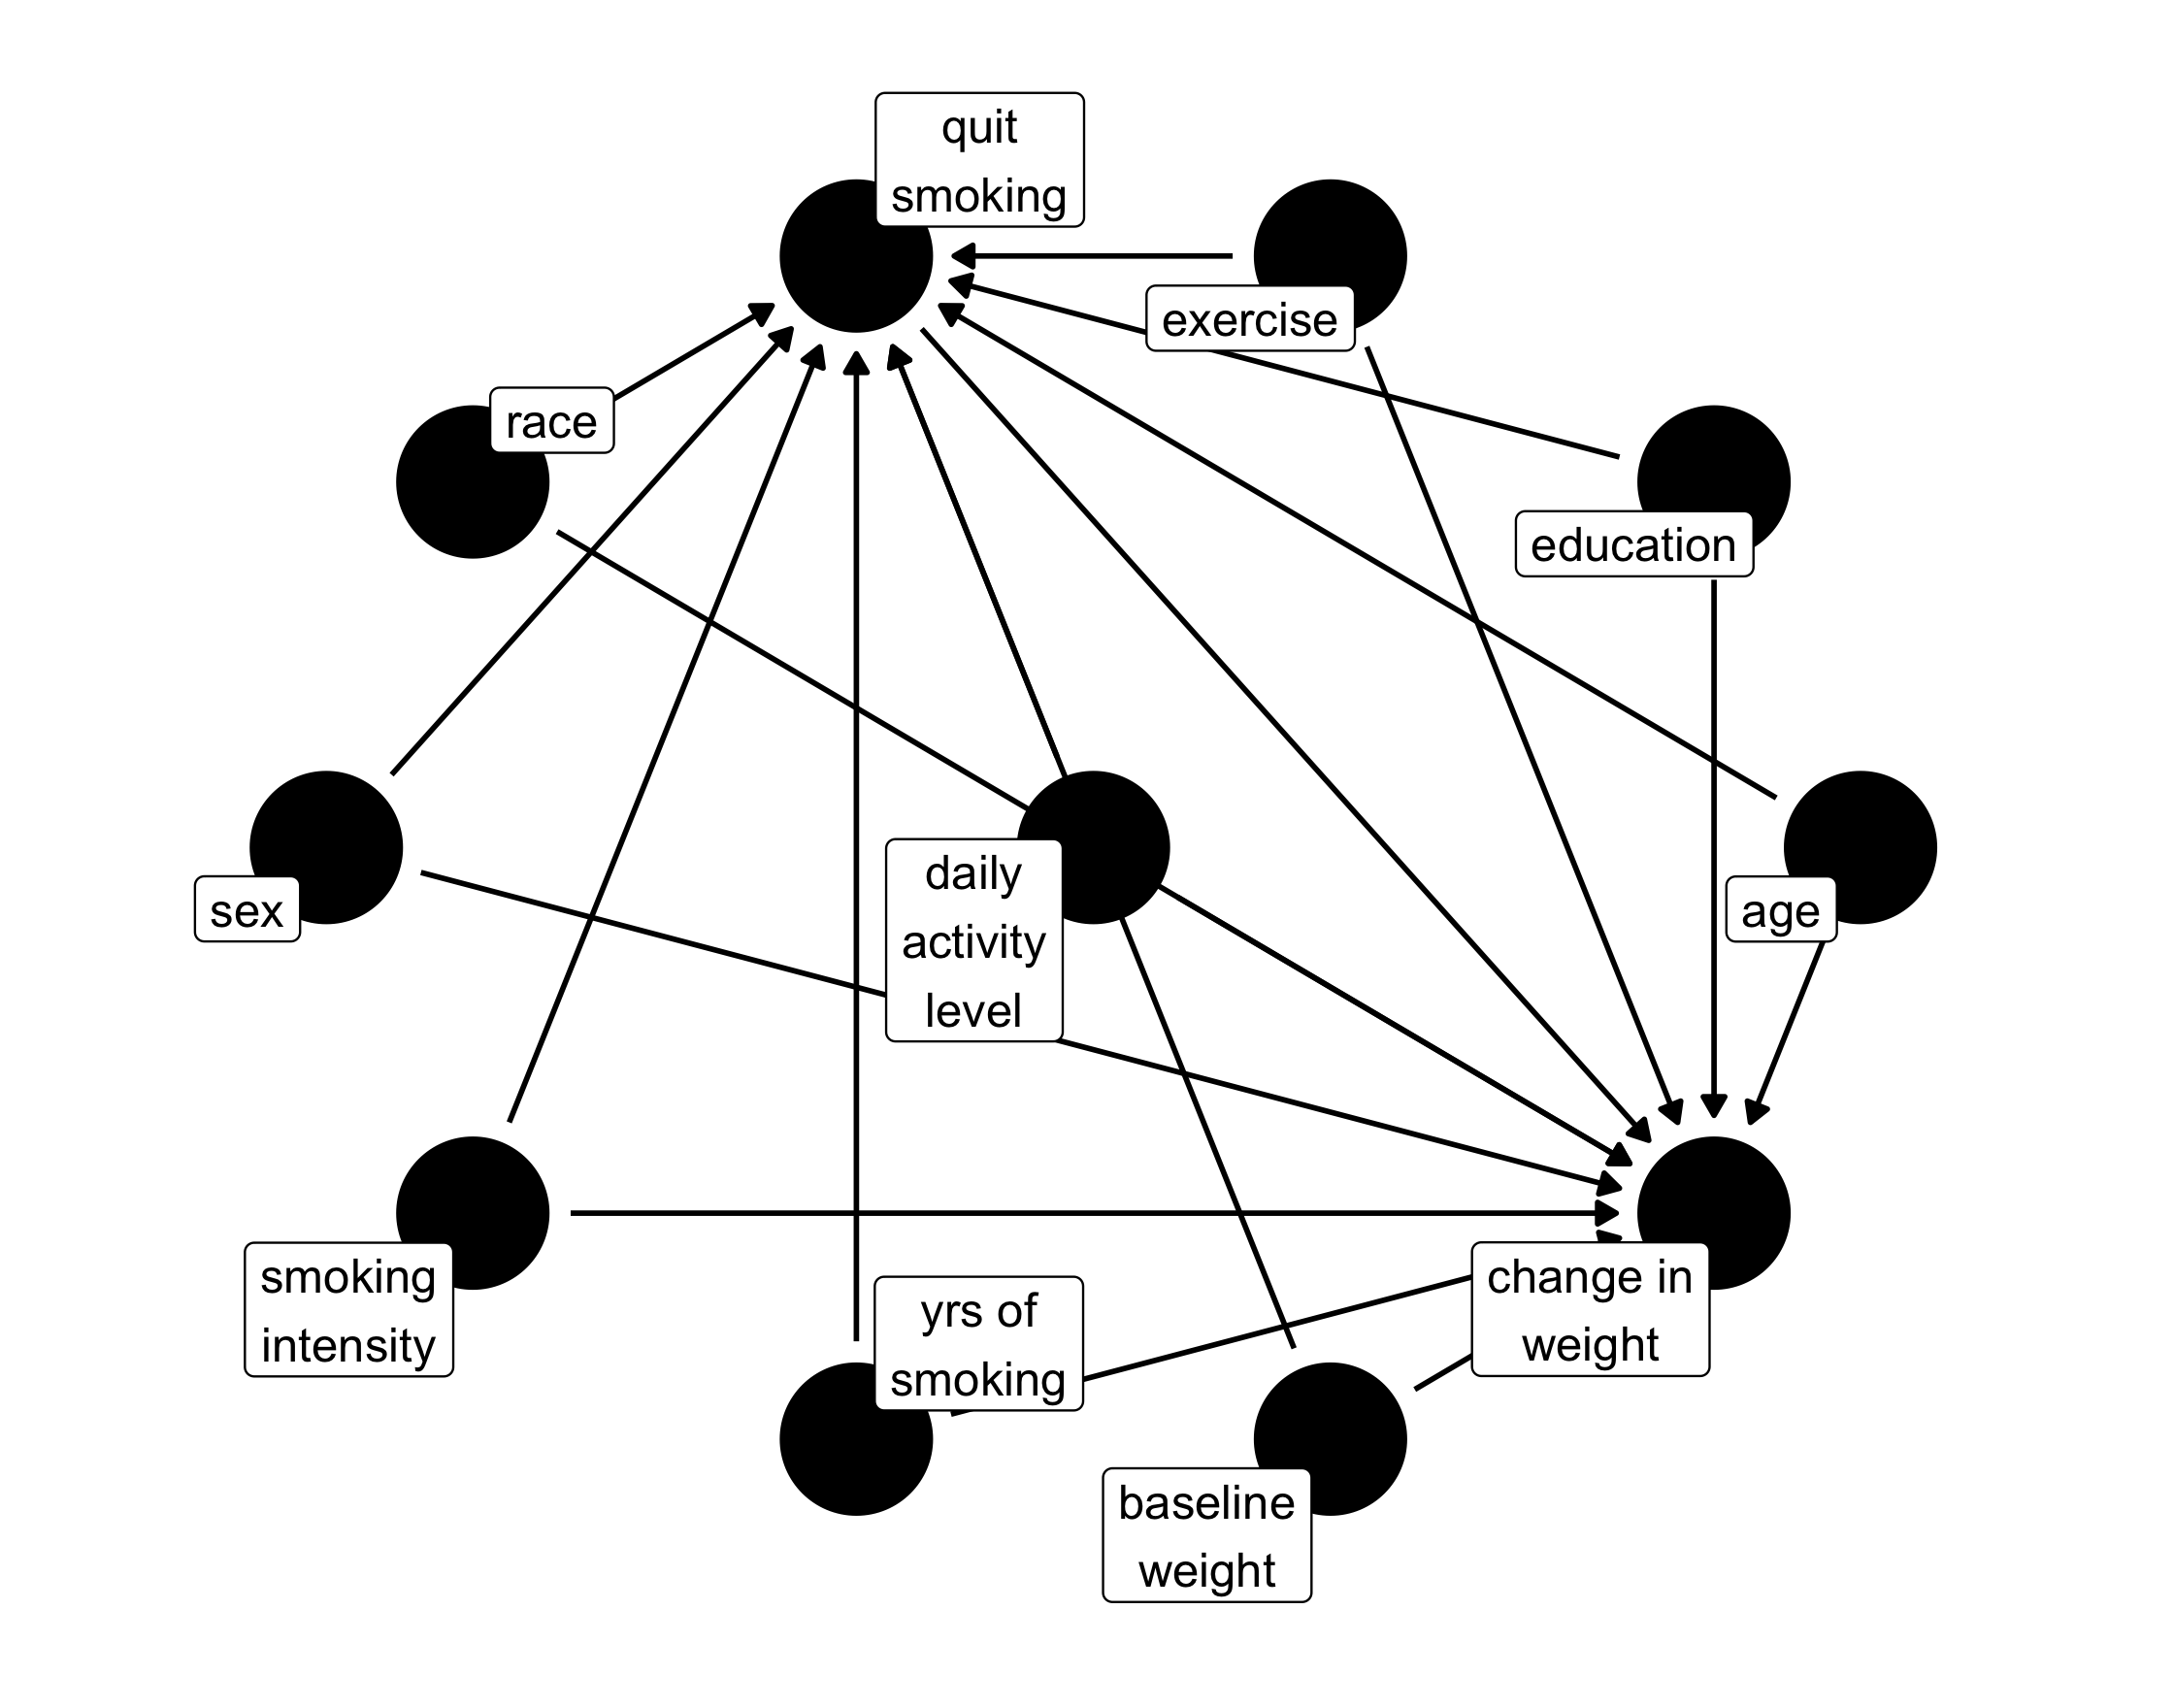 quit
smoking
exercise
race
education
daily
activity
level
sex
age
smoking
intensity
yrs of
smoking
change in
weight
baseline
weight